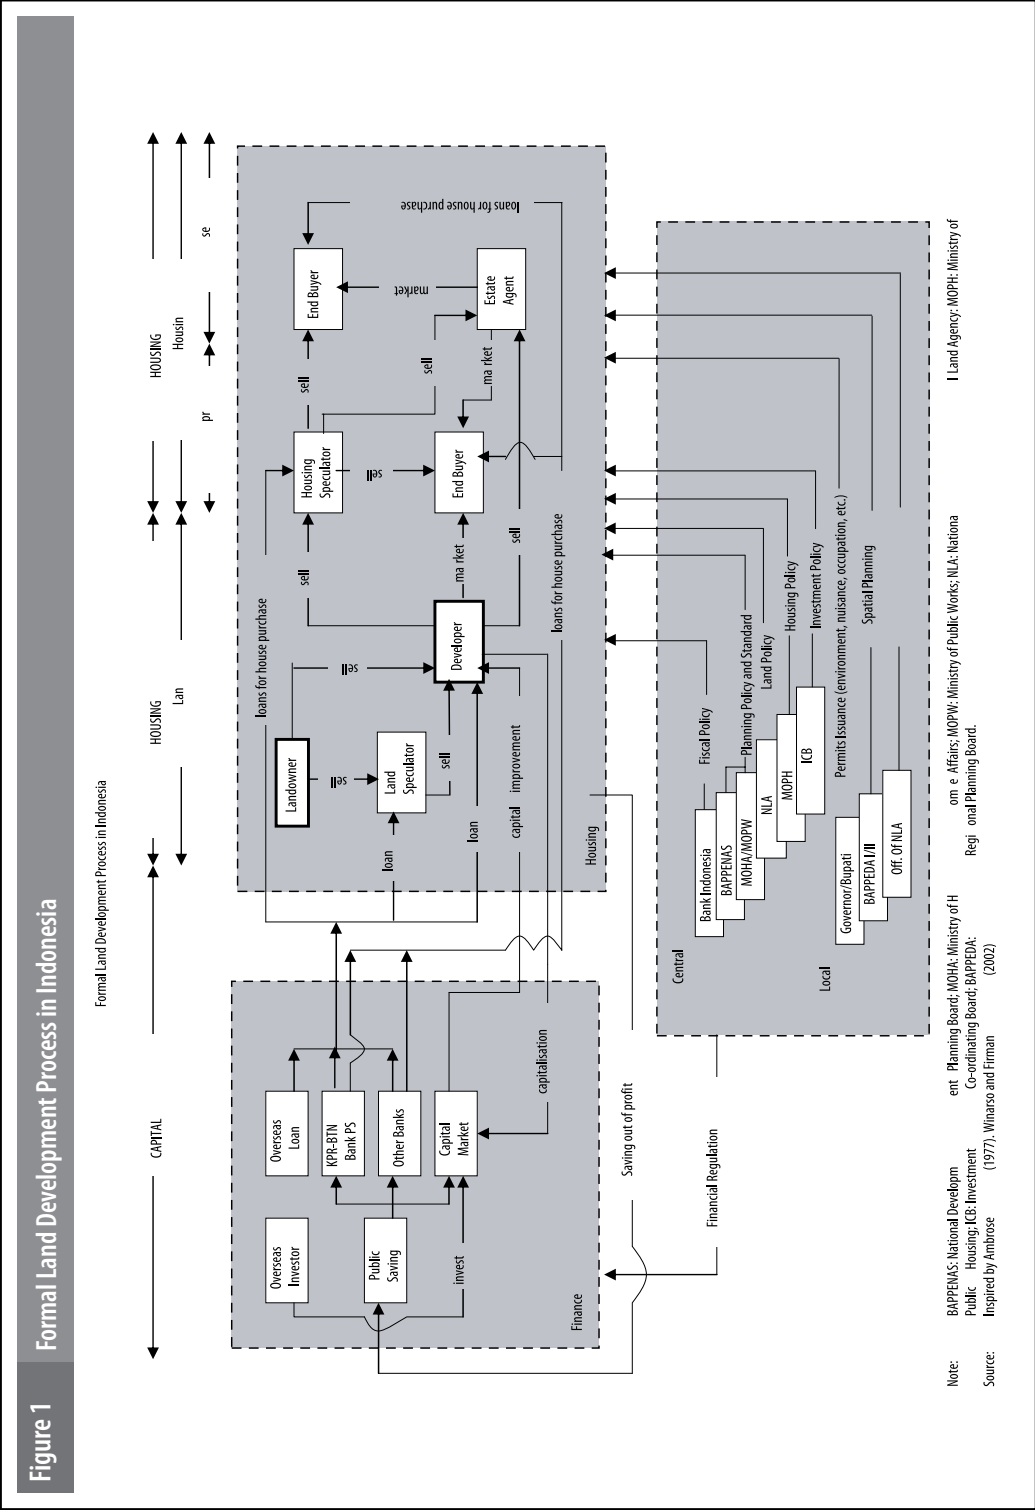 Figure 1
Formal Land Development Process in Indonesia
Formal Land Development Process in Indonesia
CAPITAL
HOUSING
HOUSING
Lan
Housin
pr
se
Overseas
Investor
Public
Saving
Overseas
Loan
KPR-BTN
Bank PS
Other Banks
Capital
Market
invest
Finance
capitalisation
loans for house purchase
Landowner
sell
sell
Land
Speculator
loan
sell
loan
capital improvement
Developer
sell
market
sell
loans for house purchase
Housing
Speculator
sell
sell
sell
End Buyer
End Buyer
market
market
Estate
Agent
loans for house purchase
Housing
Saving out of profit
Financial Regulation
Central
Bank Indonesia
BAPPENAS
MOHA/MOPW
NLA
MOPH
ICB
Fiscal Policy
Planning Policy and Standard
Land Policy
Housing Policy
Investment Policy
Local
Governor/Bupati
BAPPEDA I/II
Off. Of NLA
Permits Issuance (environment, nuisance, occupation, etc.)
Spatial Planning
Note: BAPPENAS: National Developm ent Planning Board; MOHA: Ministry of H om e Affairs; MOPW: Ministry of Public Works; NLA: Nationa l Land Agency: MOPH: Ministry of
Public Housing; ICB: Investment Co-ordinating Board; BAPPEDA: Regi onal Planning Board.
Source: Inspired by Ambrose (1977). Winarso and Firman (2002)